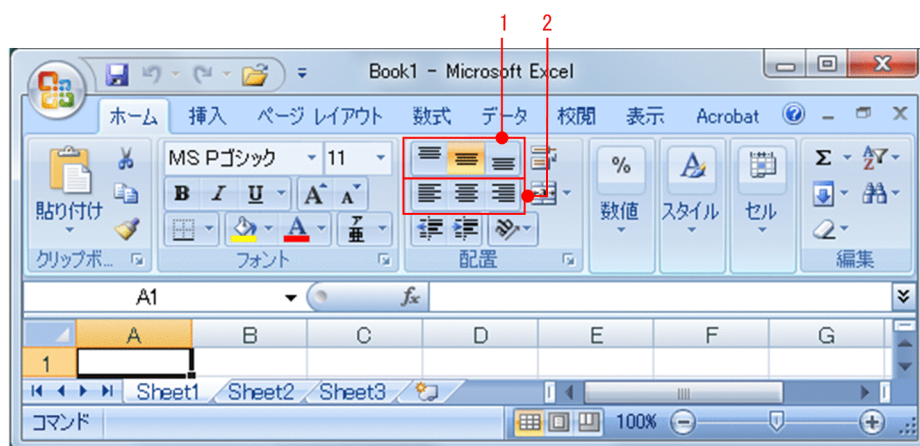 1 2
Book1 - Microsoft Excel
ホーム 挿入 ページ レイアウト 数式 データ 校閲 表示 Acrobat
MS Pゴシック 11 % A Σ
貼り付け B I U A A 数値 スタイル セル
A ア亜
クリップボ... フォント 配置 編集
A1 fx
A B C D E F G
1
Sheet1 Sheet2 Sheet3
コマンド 100%